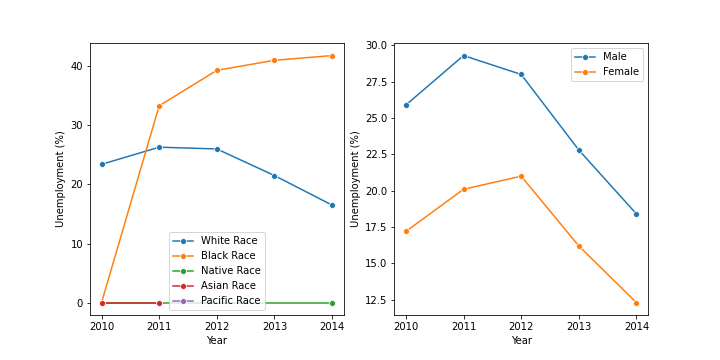 Unemployment (%)
40
30
20
10
0
2010 2011 2012 2013 2014
Year
White Race
Black Race
Native Race
Asian Race
Pacific Race
Unemployment (%)
30.0
27.5
25.0
22.5
20.0
17.5
15.0
12.5
2010 2011 2012 2013 2014
Year
Male
Female